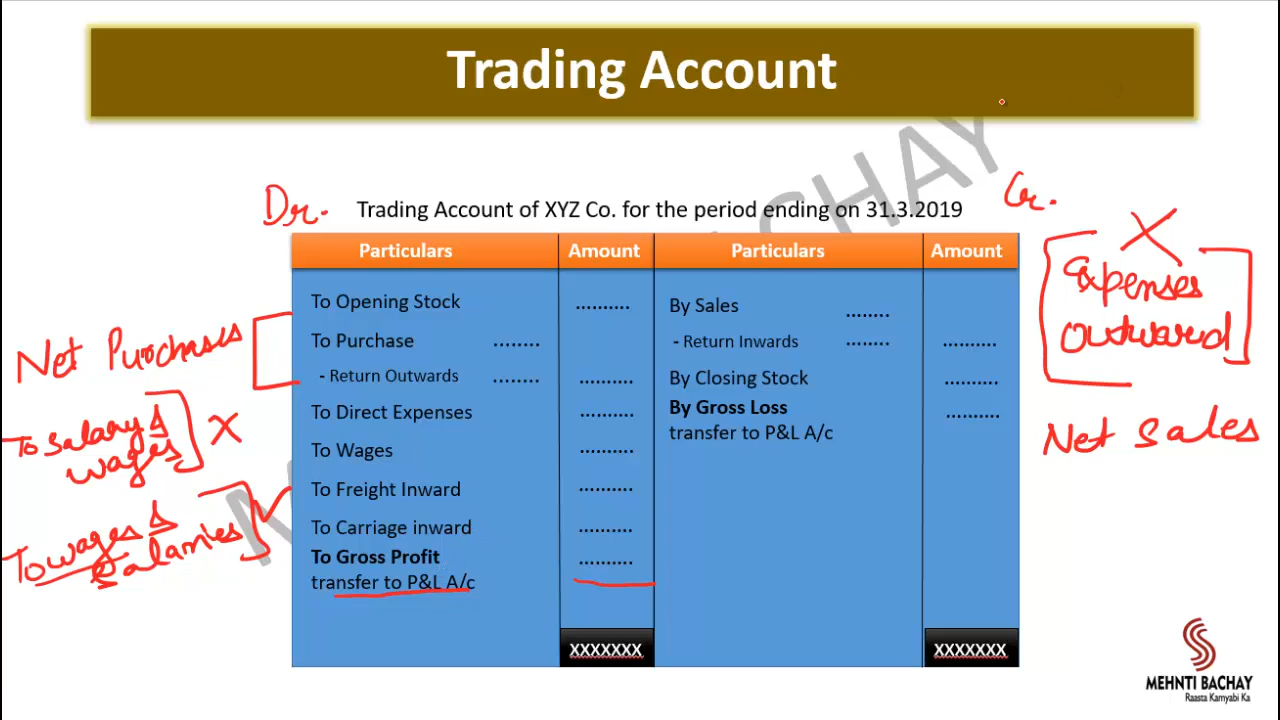 Trading Account
Dr.
Trading Account of XYZ Co. for the period ending on 31.3.2019
Cr.
Particulars Amount Particulars Amount
To Opening Stock ..........
To Purchase ........
- Return Outwards ........ ..........
To Direct Expenses ..........
To Wages ..........
To Freight Inward ..........
To Carriage inward ..........
To Gross Profit ..........
transfer to P&L A/c
XXXXXXX
By Sales ........
- Return Inwards ........ ..........
By Closing Stock ..........
By Gross Loss ..........
transfer to P&L A/c
XXXXXXX
Net Purchases
To Salary &
wages
X
To wages &
Salaries
X
Expenses
Outward
Net Sales
CHAY
MEHNTI BACHAY
Raasta Kamyabi Ka